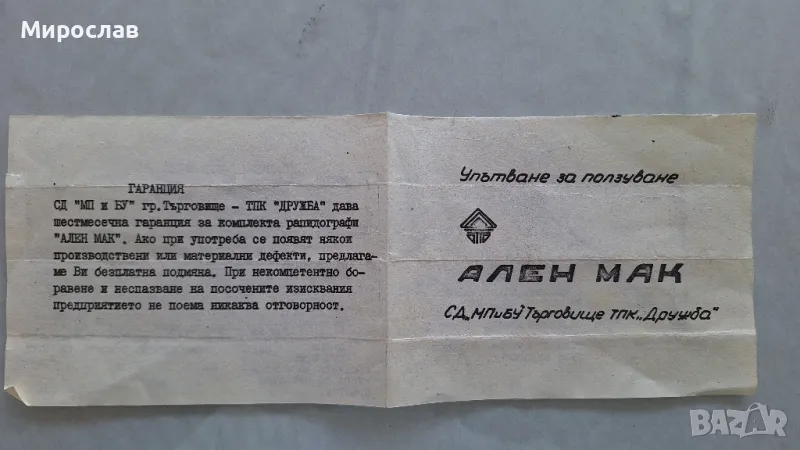 Мирослав
ГАРАНЦИЯ
СД "МП и БУ" гр.Търговище – ТПК "ДРУЖБА" дава
шестмесечна гаранция за комплекта рапидографи
"АЛЕН МАК". Ако при употреба се появят някои
производствени или материални дефекти, предлага-
ме Ви безплатна подмяна. При некомпетентно бо-
равене и неспазване на посочените изисквания
предприятието не поема никаква отговорност.
Упътване за ползуване
АЛЕН МАК
СД„МПиБУ" Търговище ТПК„Дружба"
BAZAR